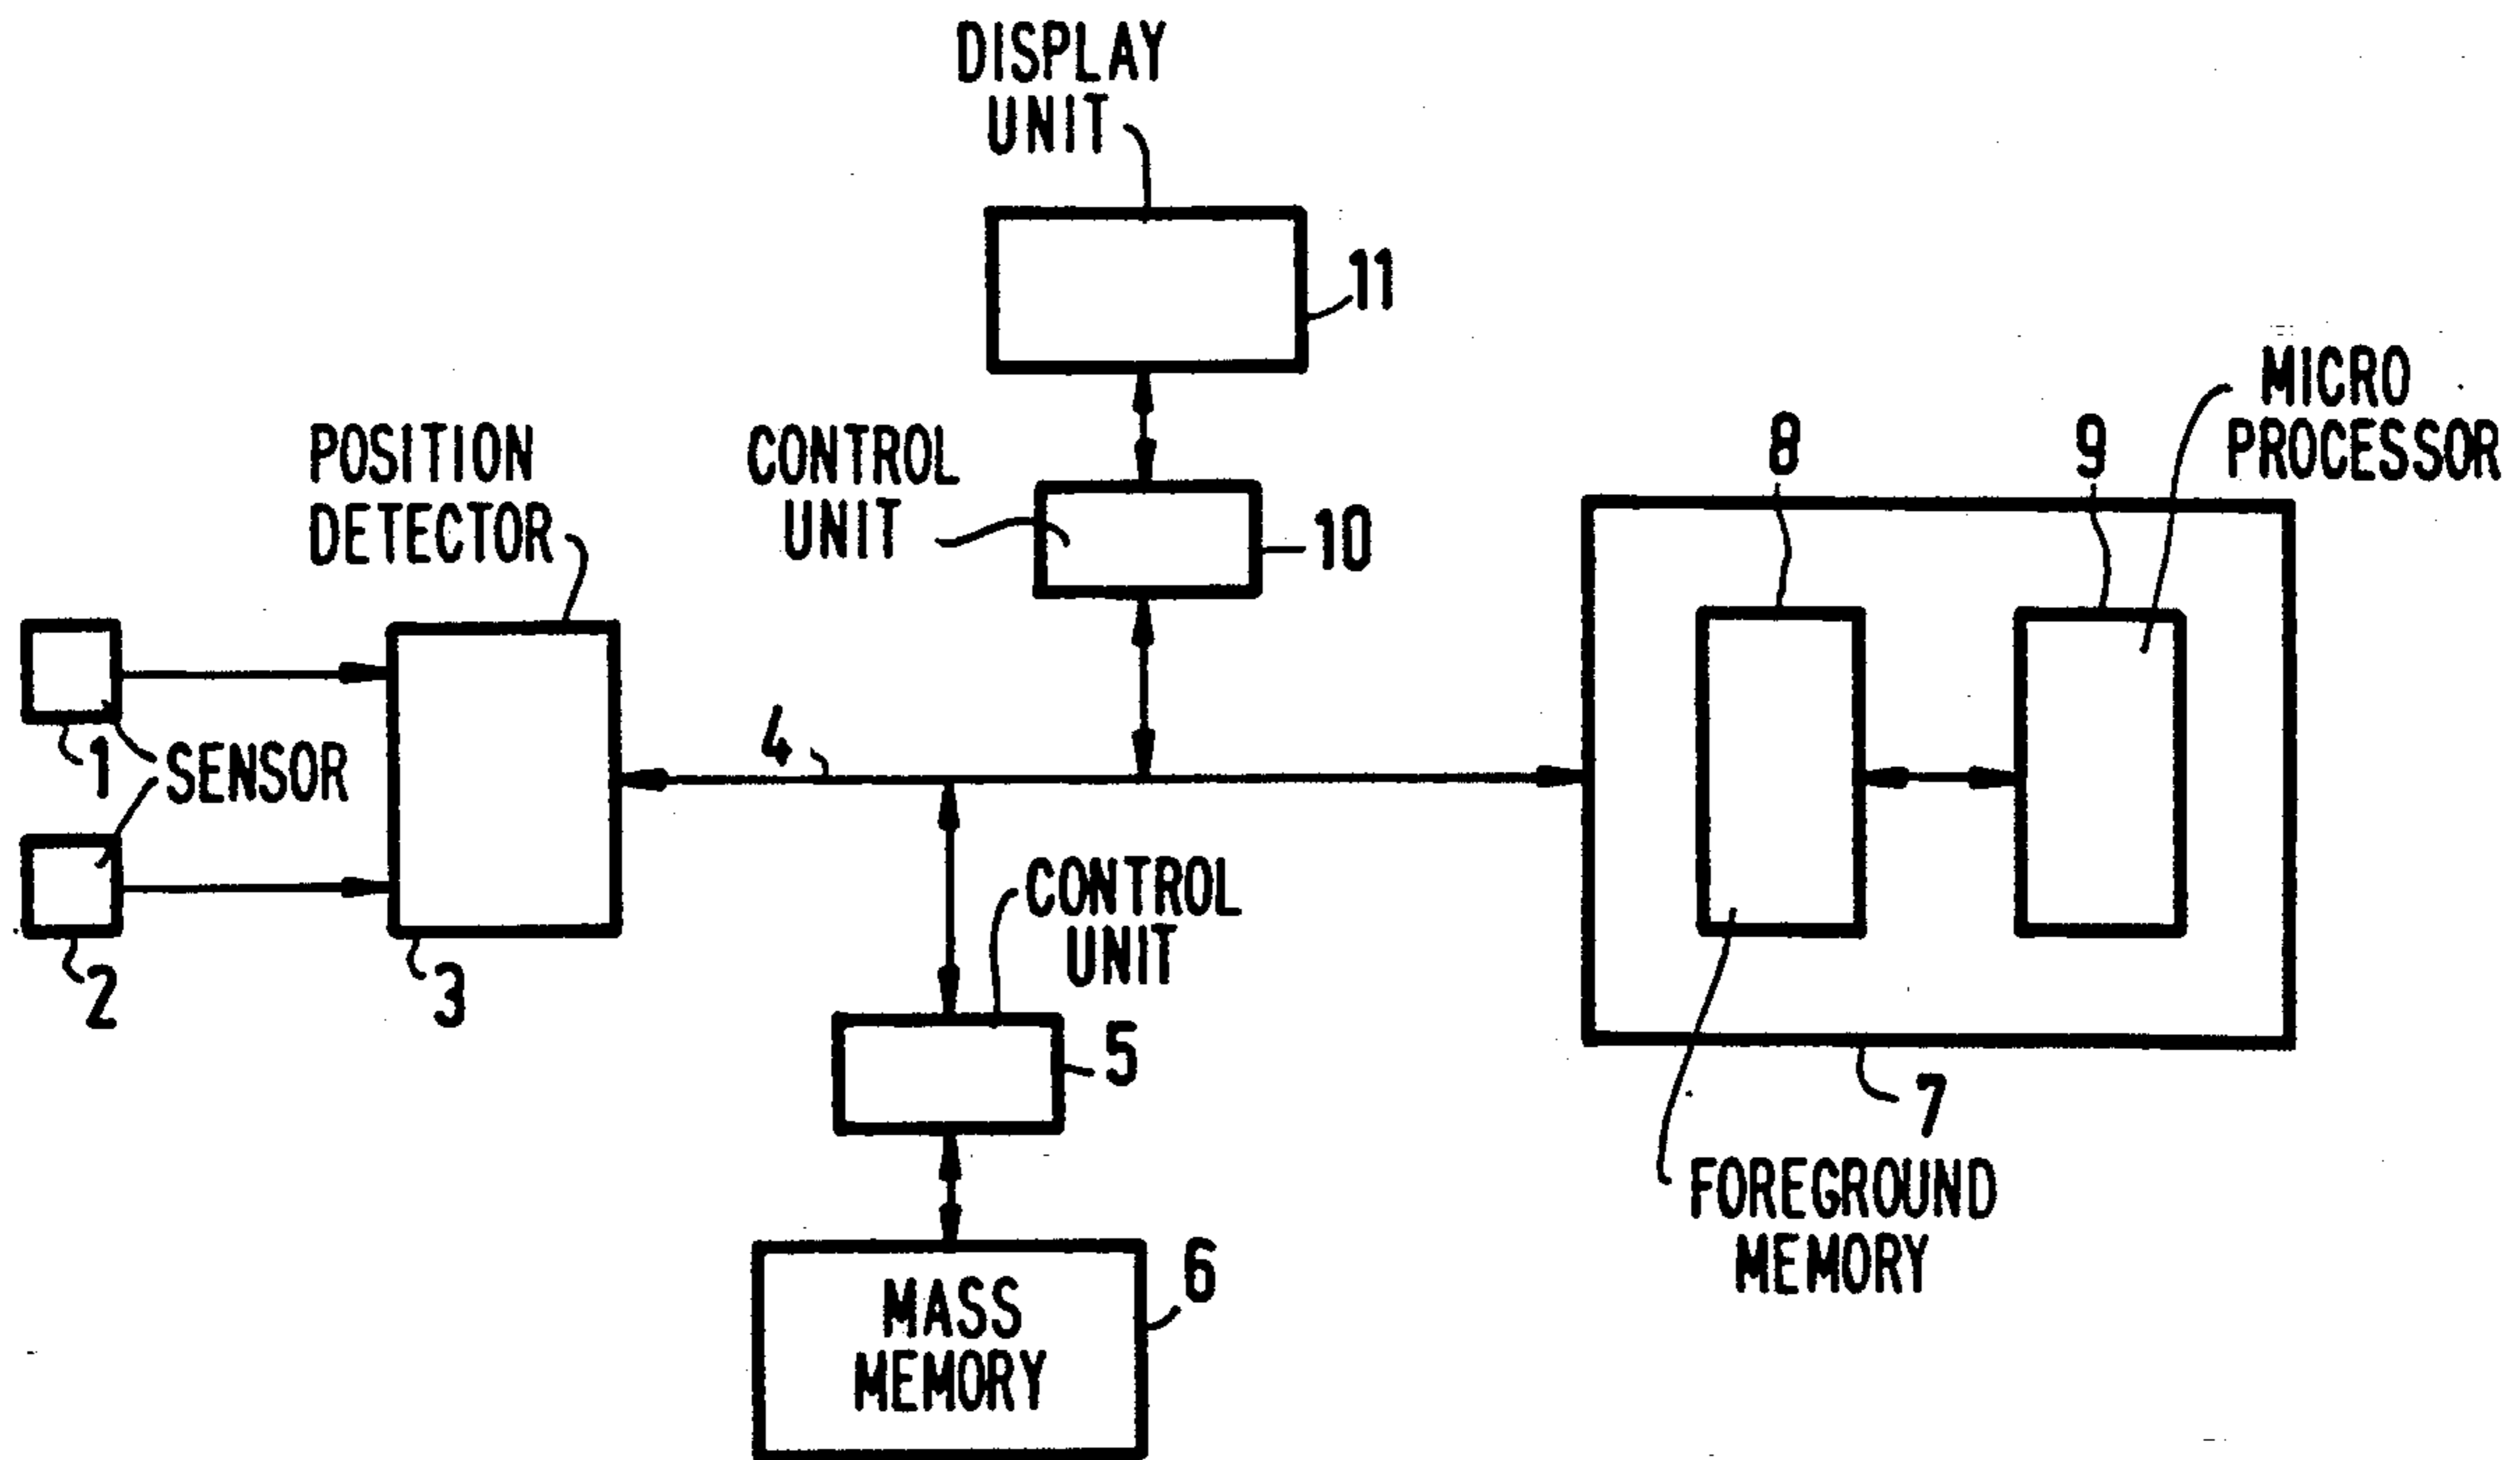 DISPLAY
UNIT
11
MICRO
PROCESSOR
8
9
POSITION
DETECTOR
CONTROL
UNIT
10
1
SENSOR
4
2
3
CONTROL
UNIT
5
7
FOREGROUND
MEMORY
6
MASS
MEMORY